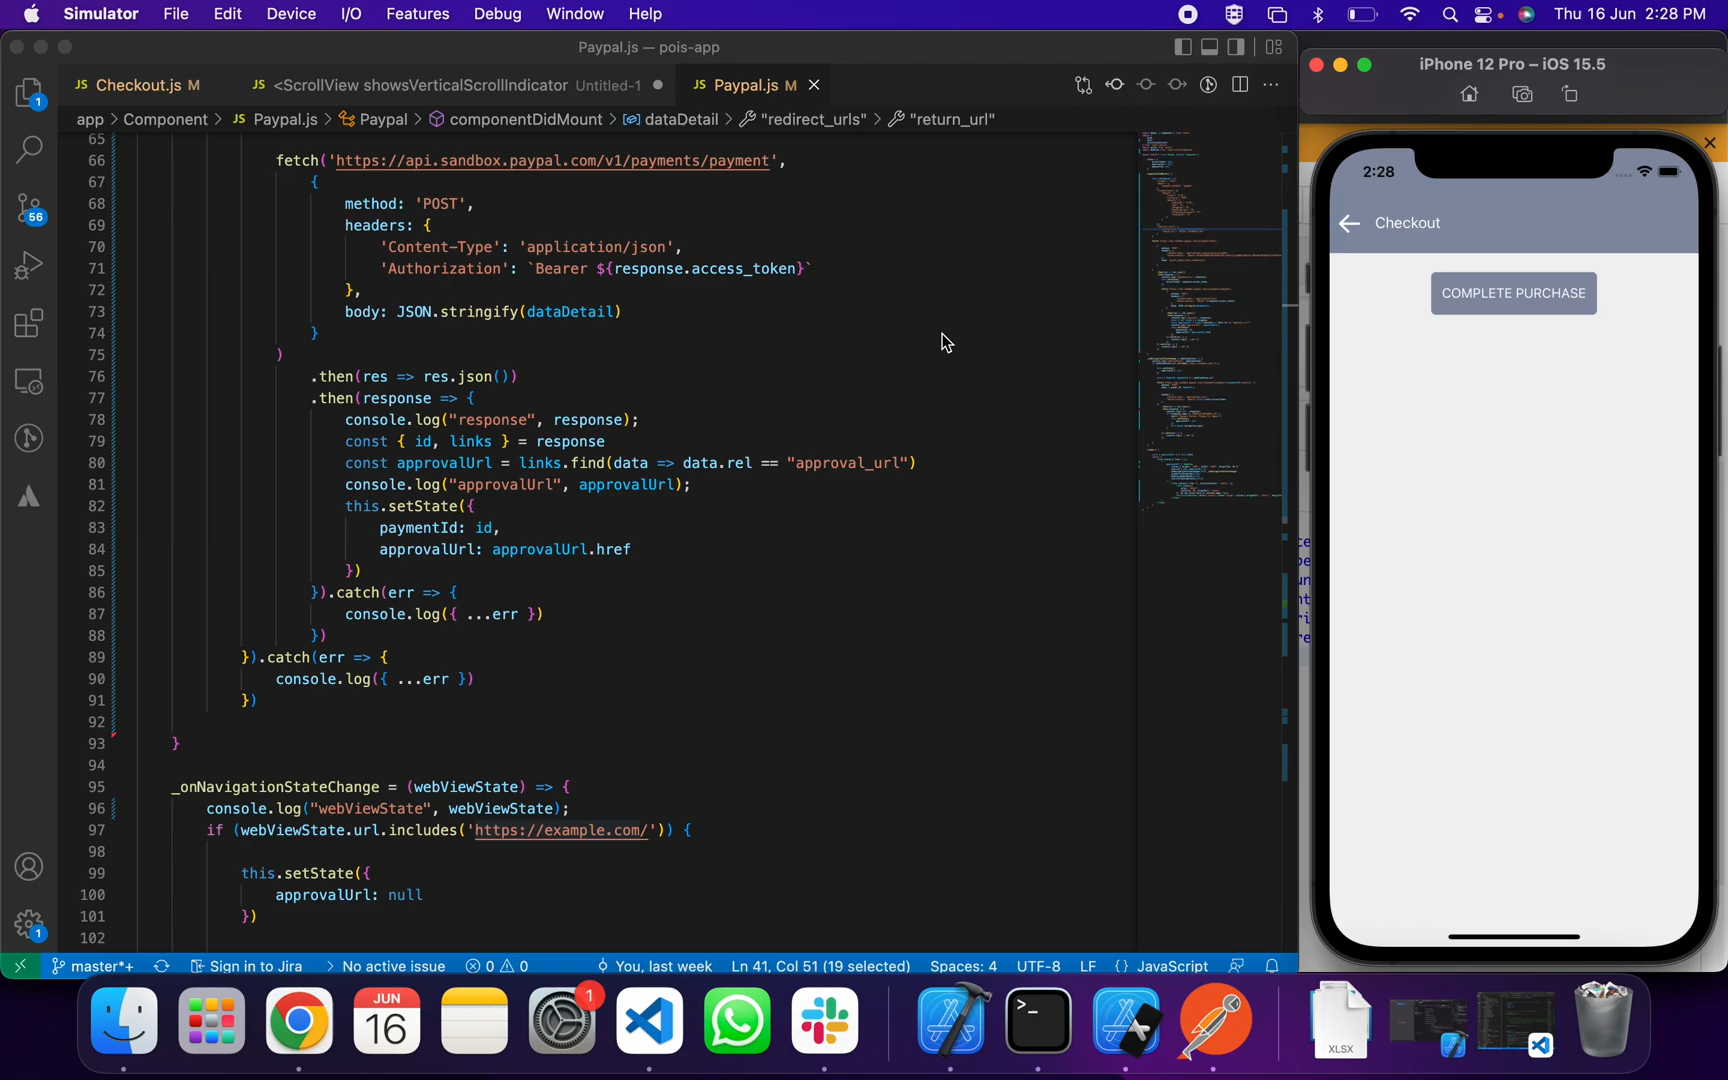 Simulator File Edit Device I/O Features Debug Window Help Thu 16 Jun 2:28 PM
Paypal.js — pois-app
JS Checkout.js M JS <ScrollView showsVerticalScrollIndicator Untitled-1 JS Paypal.js M
app > Component > JS Paypal.js > Paypal > componentDidMount > dataDetail > "redirect_urls" > "return_url"
65
66 fetch('https://api.sandbox.paypal.com/v1/payments/payment',
67 {
68 method: 'POST',
69 headers: {
70 'Content-Type': 'application/json',
71 'Authorization': `Bearer ${response.access_token}`
72 },
73 body: JSON.stringify(dataDetail)
74 }
75 )
76 .then(res => res.json())
77 .then(response => {
78 console.log("response", response);
79 const { id, links } = response
80 const approvalUrl = links.find(data => data.rel == "approval_url")
81 console.log("approvalUrl", approvalUrl);
82 this.setState({
83 paymentId: id,
84 approvalUrl: approvalUrl.href
85 })
86 }).catch(err => {
87 console.log({ ...err })
88 })
89 }).catch(err => {
90 console.log({ ...err })
91 })
92
93 }
94
95 _onNavigationStateChange = (webViewState) => {
96 console.log("webViewState", webViewState);
97 if (webViewState.url.includes('https://example.com/')) {
98
99 this.setState({
100 approvalUrl: null
101 })
102
1
56
1
master*+ Sign in to Jira > No active issue 0 0 You, last week Ln 41, Col 51 (19 selected) Spaces: 4 UTF-8 LF {} JavaScript
iPhone 12 Pro – iOS 15.5
2:28
Checkout
COMPLETE PURCHASE
JUN
16
1
XLSX